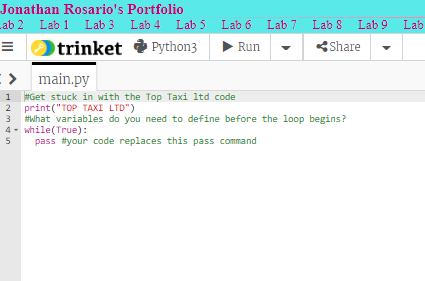 Jonathan Rosario's Portfolio
ab 2 Lab 1 Lab 3 Lab 4 Lab 5 Lab 6 Lab 7 Lab 8 Lab 9 Lab
trinket Python3 Run Share
main.py
1 #Get stuck in with the Top Taxi ltd code
2 print("TOP TAXI LTD")
3 #What variables do you need to define before the loop begins?
4 while(True):
5 pass #your code replaces this pass command